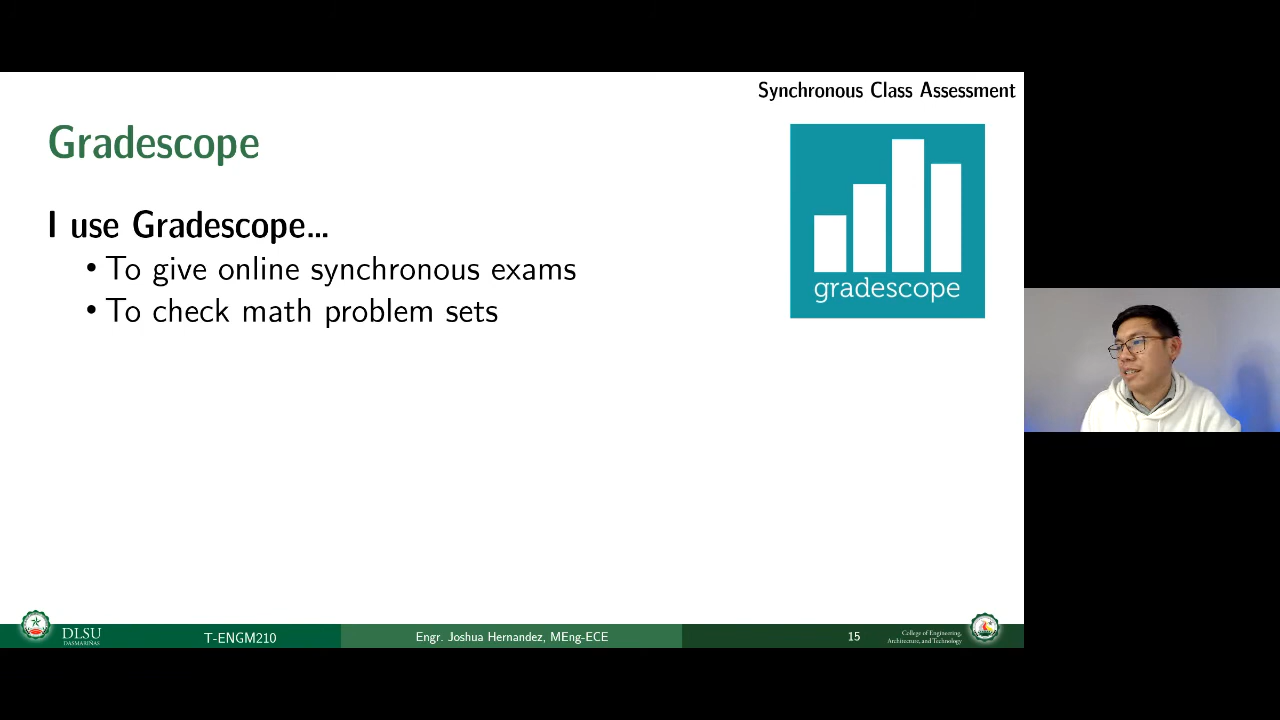 Synchronous Class Assessment
Gradescope
gradescope
I use Gradescope...
• To give online synchronous exams
• To check math problem sets
DLSU
DASMARIÑAS
T-ENGM210
Engr. Joshua Hernandez, MEng-ECE
15
College of Engineering,
Architecture, and Technology